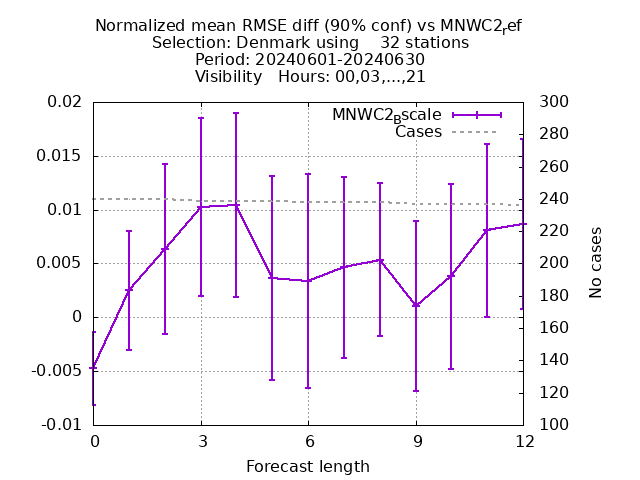 Normalized mean RMSE diff (90% conf) vs MNWC2ref
Selection: Denmark using 32 stations
Period: 20240601-20240630
Visibility Hours: 00,03,...,21
MNWC2Bscale
Cases
0.02
0.015
0.01
0.005
0
-0.005
-0.01
300
280
260
240
220
200
180
160
140
120
100
No cases
0
3
6
9
12
Forecast length